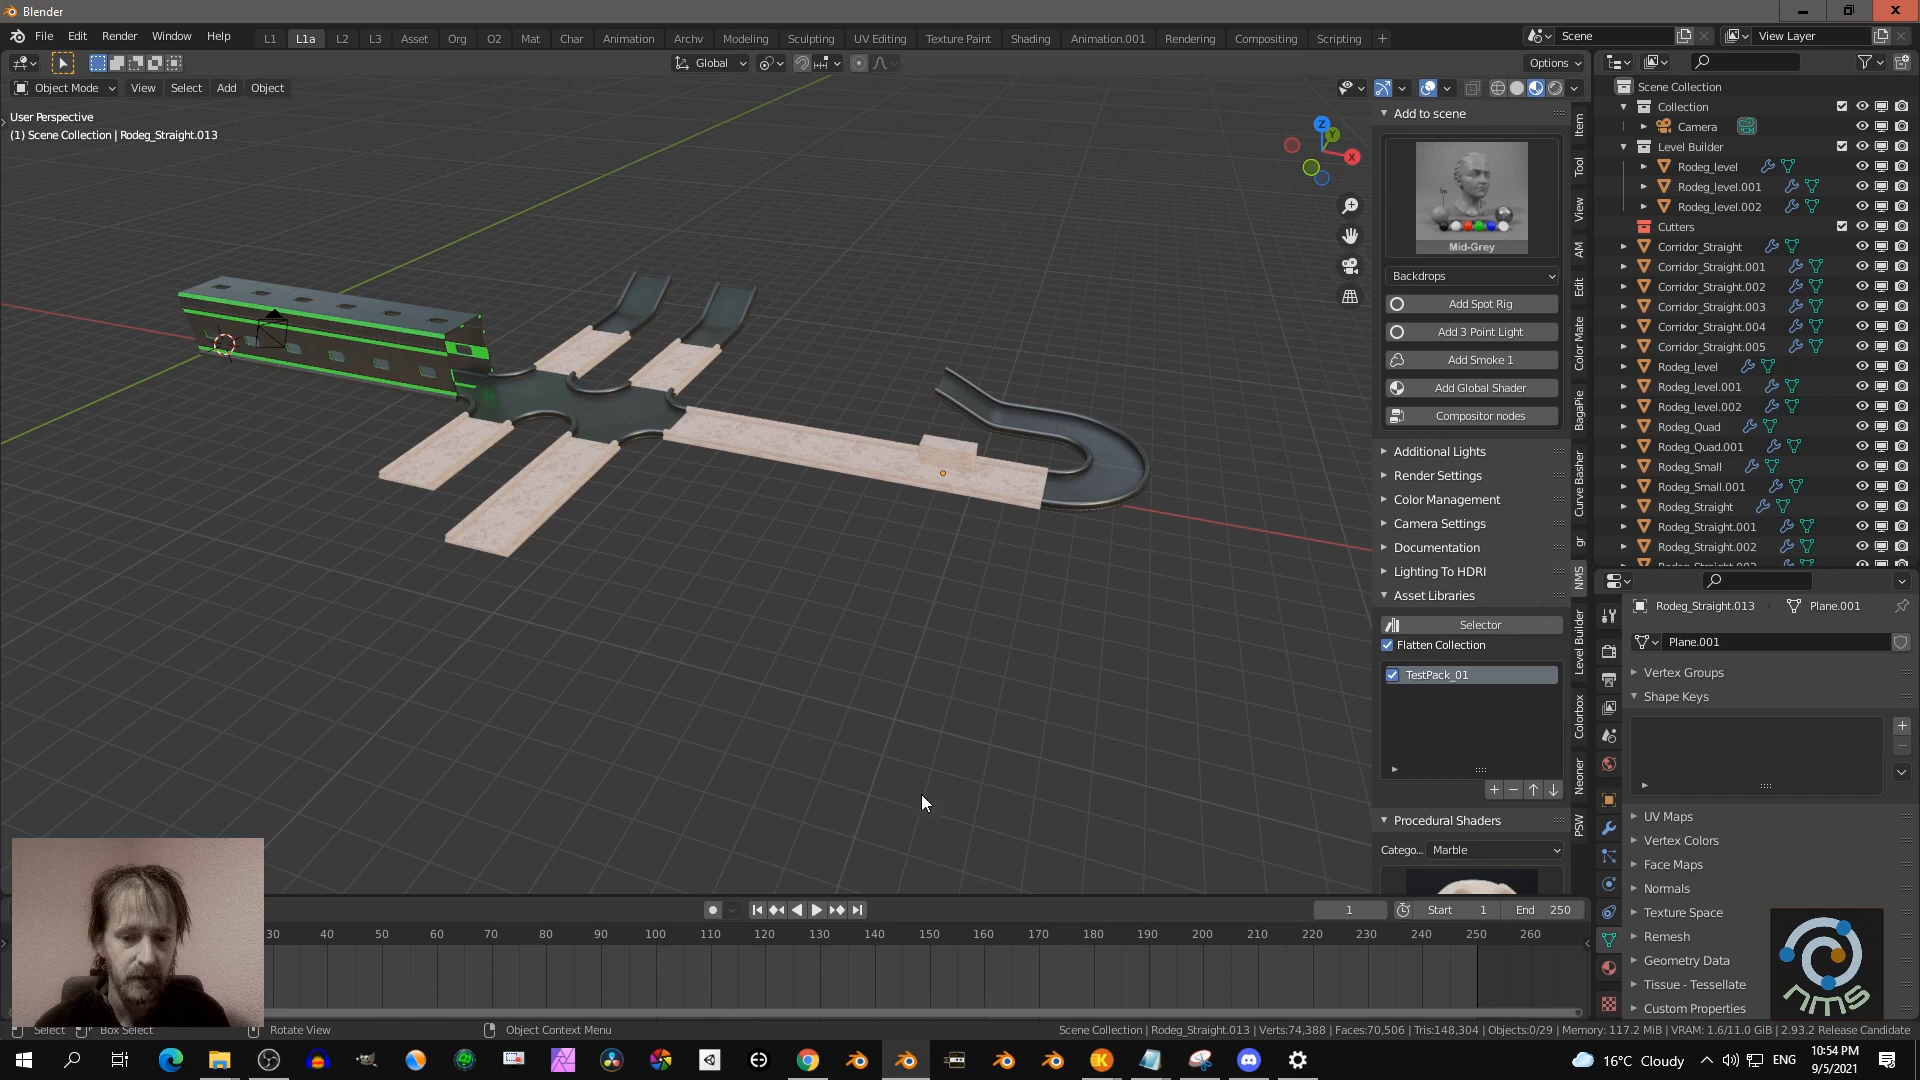 Blender
File Edit Render Window Help L1 L1a L2 L3 Asset Org O2 Mat Char Animation Archv Modeling Sculpting UV Editing Texture Paint Shading Animation.001 Rendering Compositing Scripting + Scene View Layer
Global Options
Object Mode View Select Add Object
User Perspective
(1) Scene Collection | Rodeg_Straight.013
Z
Y
X
Add to scene
Mid-Grey
Backdrops
Add Spot Rig
Add 3 Point Light
Add Smoke 1
Add Global Shader
Compositor nodes
Additional Lights
Render Settings
Color Management
Camera Settings
Documentation
Lighting To HDRI
Asset Libraries
Selector
Flatten Collection
TestPack_01
Procedural Shaders
Catego... Marble
Item
Tool
View
AM
Edit
Color Mate
BagaPie
Curve Basher
gr
NMS
Level Builder
Colorbox
Neoner
PSW
Scene Collection
Collection
Camera
Level Builder
Rodeg_level
Rodeg_level.001
Rodeg_level.002
Cutters
Corridor_Straight
Corridor_Straight.001
Corridor_Straight.002
Corridor_Straight.003
Corridor_Straight.004
Corridor_Straight.005
Rodeg_level
Rodeg_level.001
Rodeg_level.002
Rodeg_Quad
Rodeg_Quad.001
Rodeg_Small
Rodeg_Small.001
Rodeg_Straight
Rodeg_Straight.001
Rodeg_Straight.002
Rodeg_Straight.013 Plane.001
Plane.001
Vertex Groups
Shape Keys
UV Maps
Vertex Colors
Face Maps
Normals
Texture Space
Remesh
Geometry Data
Tissue - Tessellate
Custom Properties
nms
1 Start 1 End 250
30 40 50 60 70 80 90 100 110 120 130 140 150 160 170 180 190 200 210 220 230 240 250 260
Select Box Select Rotate View Object Context Menu
Scene Collection | Rodeg_Straight.013 | Verts:74,388 | Faces:70,506 | Tris:148,304 | Objects:0/29 | Memory: 117.2 MiB | VRAM: 1.6/11.0 GiB | 2.93.2 Release Candidate
16°C Cloudy ENG 10:54 PM
9/5/2021